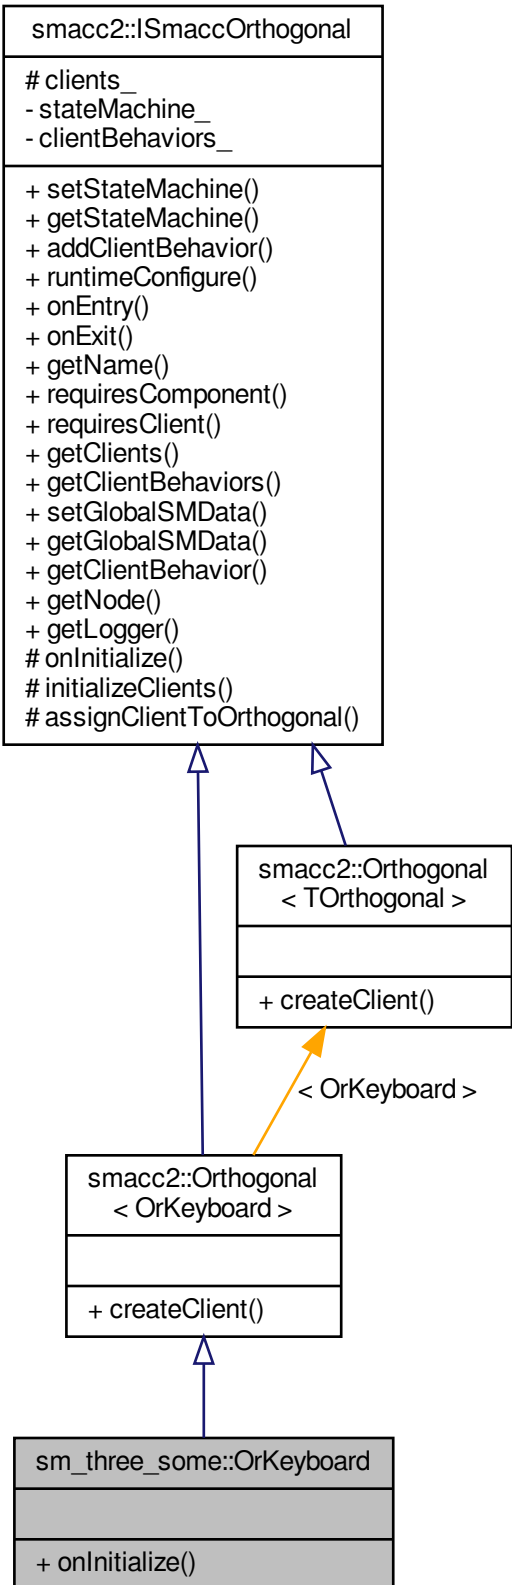 smacc2::ISmaccOrthogonal
# clients_
- stateMachine_
- clientBehaviors_
+ setStateMachine()
+ getStateMachine()
+ addClientBehavior()
+ runtimeConfigure()
+ onEntry()
+ onExit()
+ getName()
+ requiresComponent()
+ requiresClient()
+ getClients()
+ getClientBehaviors()
+ setGlobalSMData()
+ getGlobalSMData()
+ getClientBehavior()
+ getNode()
+ getLogger()
# onInitialize()
# initializeClients()
# assignClientToOrthogonal()
smacc2::Orthogonal
< TOrthogonal >
+ createClient()
< OrKeyboard >
smacc2::Orthogonal
< OrKeyboard >
+ createClient()
sm_three_some::OrKeyboard
+ onInitialize()